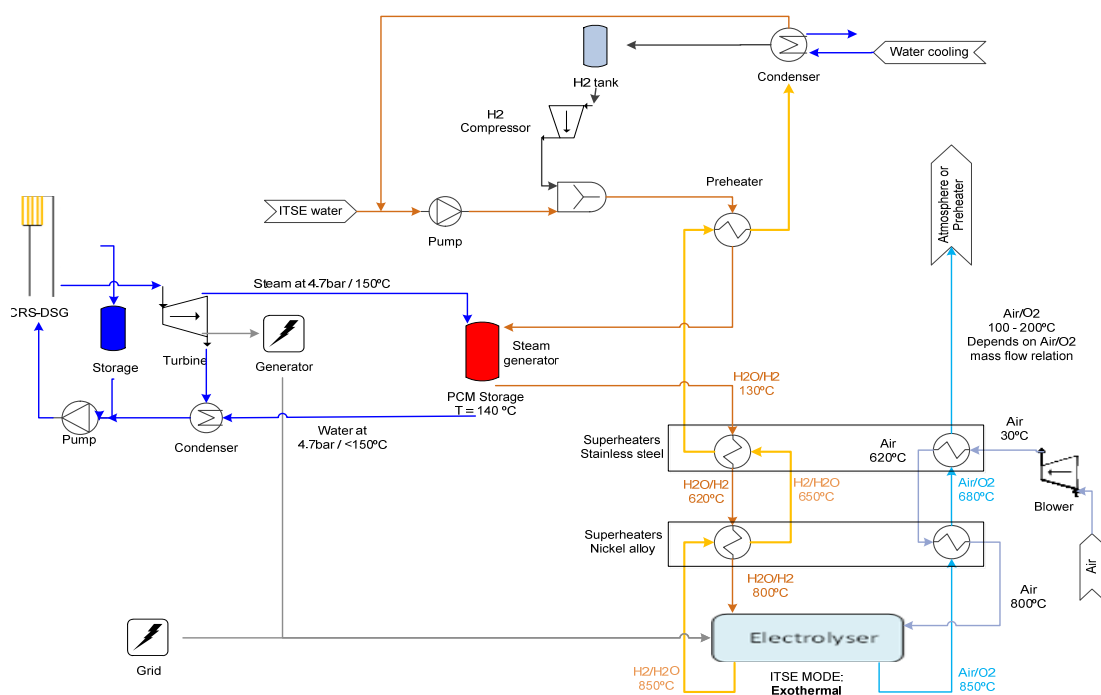 Water cooling
Condenser
H2 tank
H2
Compressor
Preheater
ITSE water
Pump
Atmosphere or
Preheater
Steam at 4.7bar / 150ºC
CRS-DSG
Storage
Turbine
Generator
Steam
generator
Air/O2
100 - 200ºC
Depends on Air/O2
mass flow relation
PCM Storage
T = 140 ºC
H2O/H2
130ºC
Pump
Condenser
Water at
4.7bar / <150ºC
Superheaters
Stainless steel
Air
620ºC
Air
30ºC
H2O/H2
620ºC
H2/H2O
650ºC
Air/O2
680ºC
Blower
Superheaters
Nickel alloy
Air
H2O/H2
800ºC
Air
800ºC
Electrolyser
Grid
H2/H2O
850ºC
ITSE MODE:
Exothermal
Air/O2
850ºC